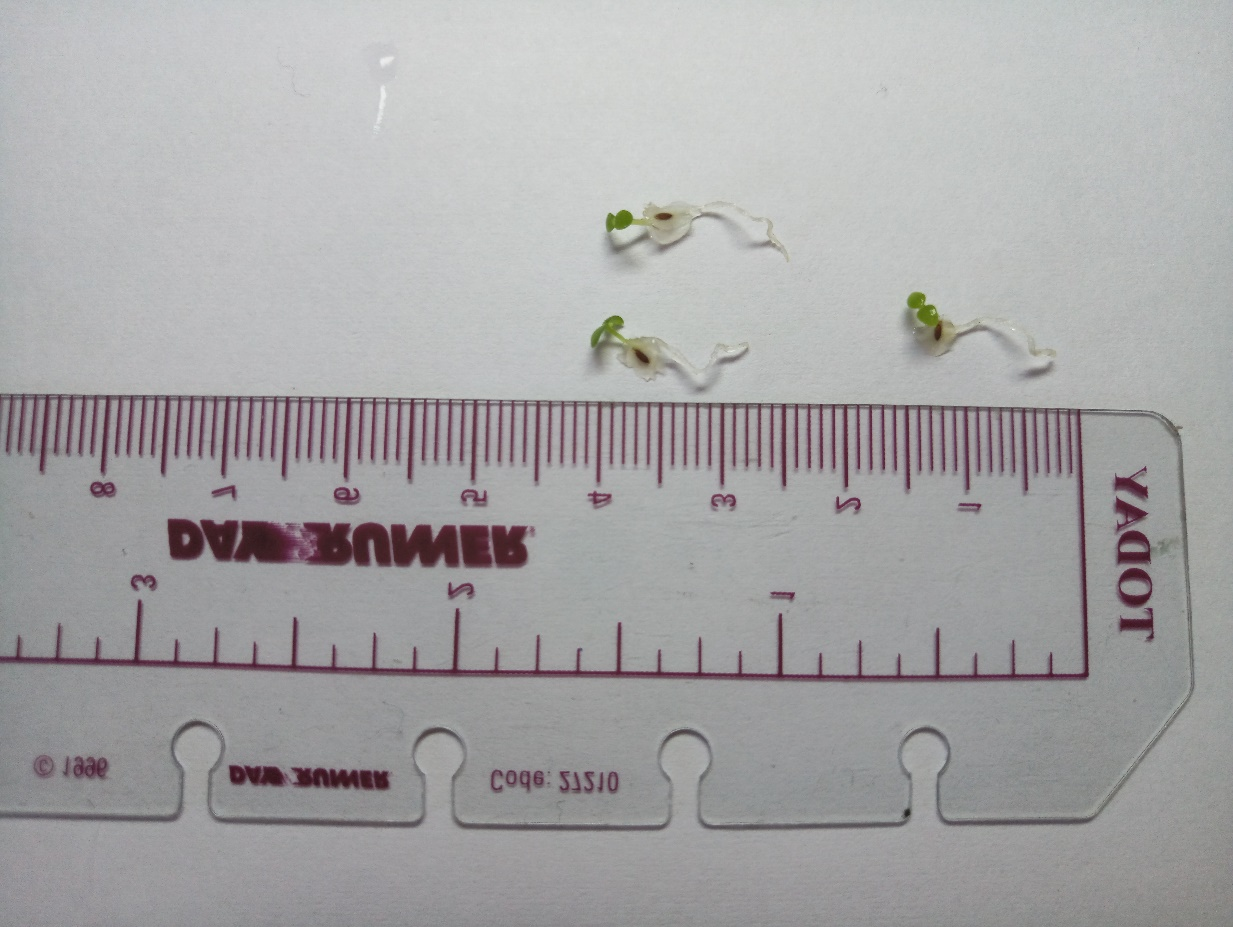 8 7 6 5 4 3 2 1
DAY RUNNER
TODAY
3 2 1
© 1996
DAY RUNNER
Code: 27210